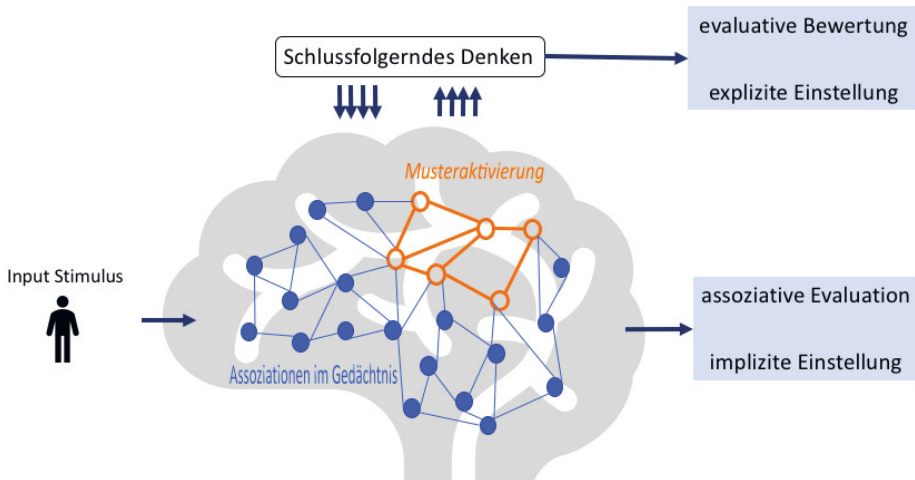 evaluative Bewertung
Schlussfolgerndes Denken
explizite Einstellung
Musteraktivierung
Input Stimulus
assoziative Evaluation
implizite Einstellung
Assoziationen im Gedächtnis